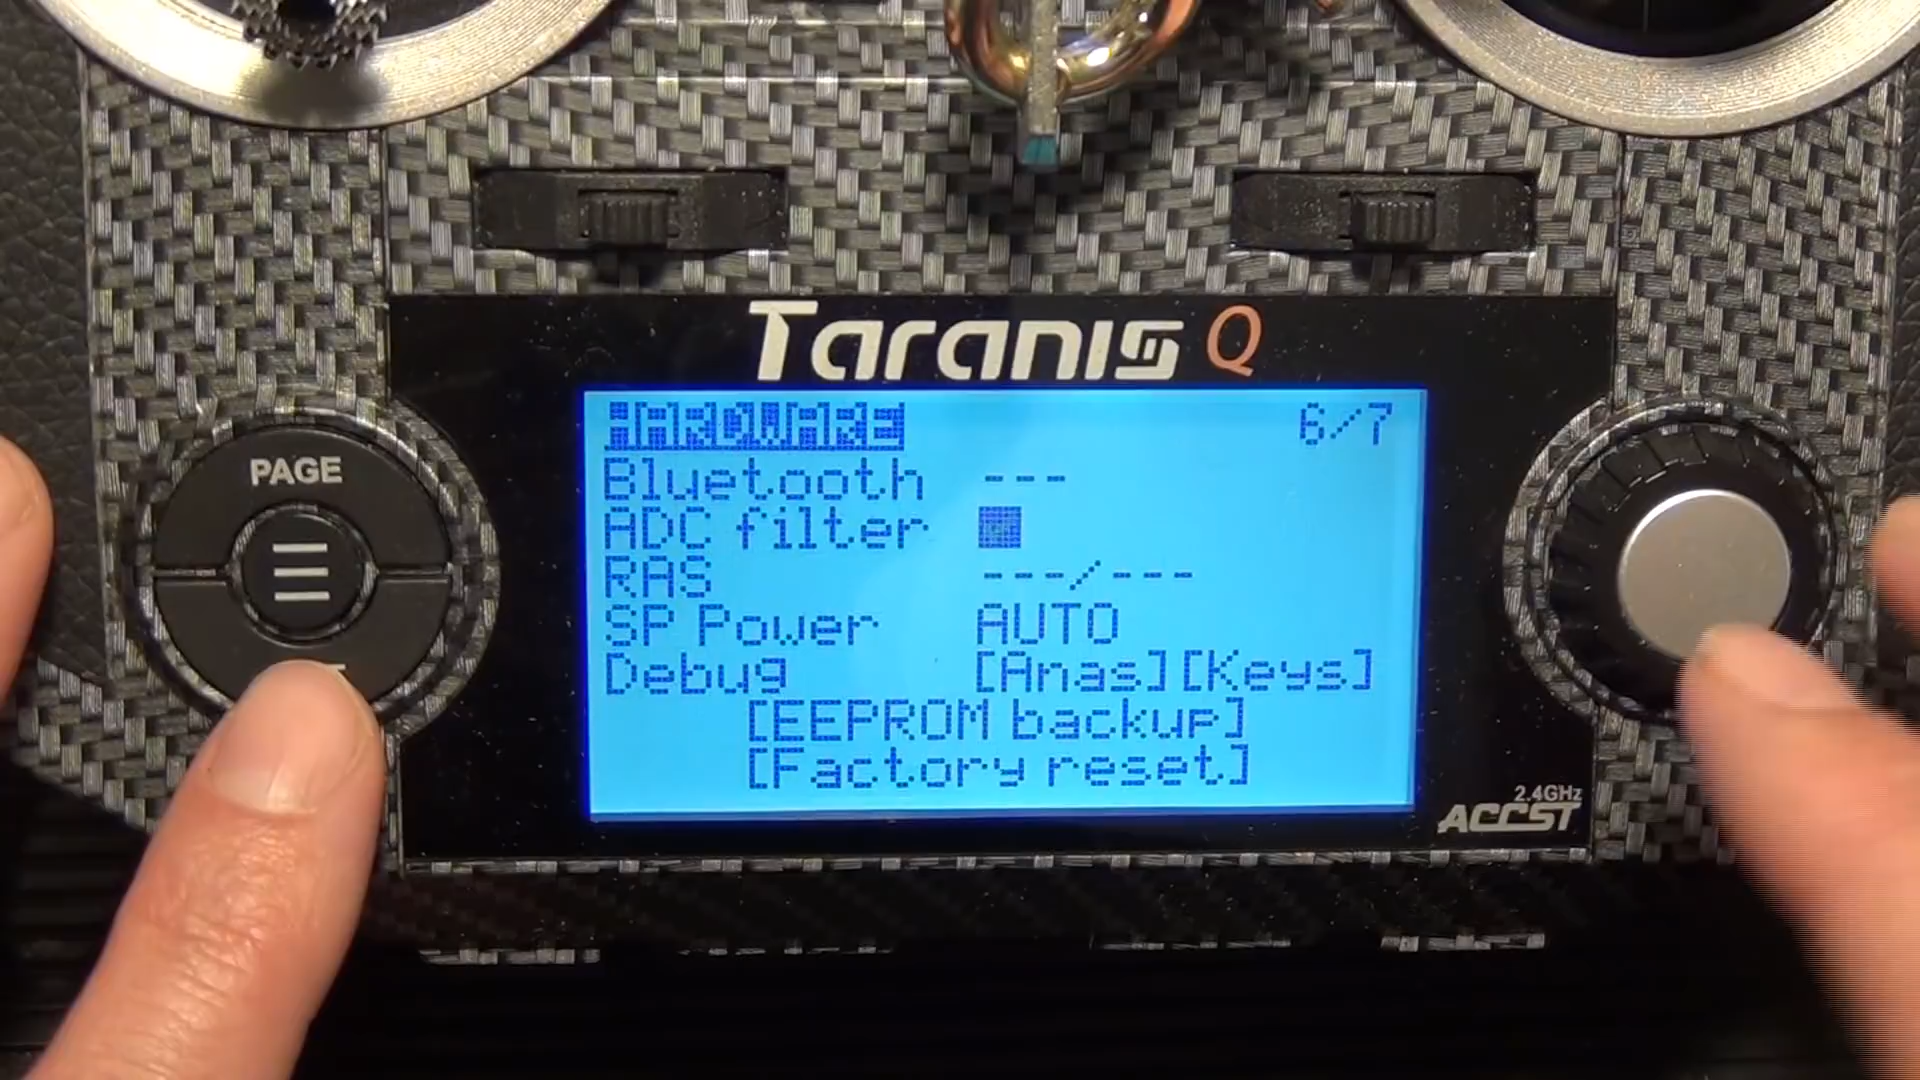 Taranis Q
HARDWARE 6/7
Bluetooth ---
ADC filter
RAS ---/---
SP Power AUTO
Debug [Anas][Keys]
[EEPROM backup]
[Factory reset]
PAGE
2.4GHz
ACCST